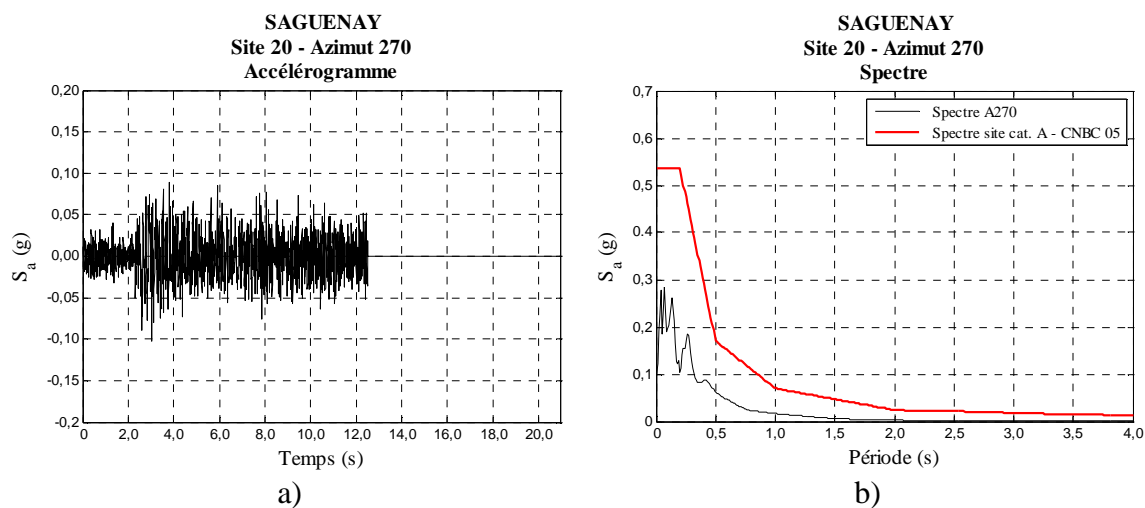 SAGUENAY
Site 20 - Azimut 270
Accélérogramme
0,20
0,15
0,10
0,05
0,00
-0,05
-0,10
-0,15
-0,2
S_a (g)
0 2,0 4,0 6,0 8,0 10,0 12,0 14,0 16,0 18,0 20,0
Temps (s)
a)
SAGUENAY
Site 20 - Azimut 270
Spectre
0,7
0,6
0,5
0,4
0,3
0,2
0,1
0
S_a (g)
Spectre A270
Spectre site cat. A - CNBC 05
0 0,5 1,0 1,5 2,0 2,5 3,0 3,5 4,0
Période (s)
b)